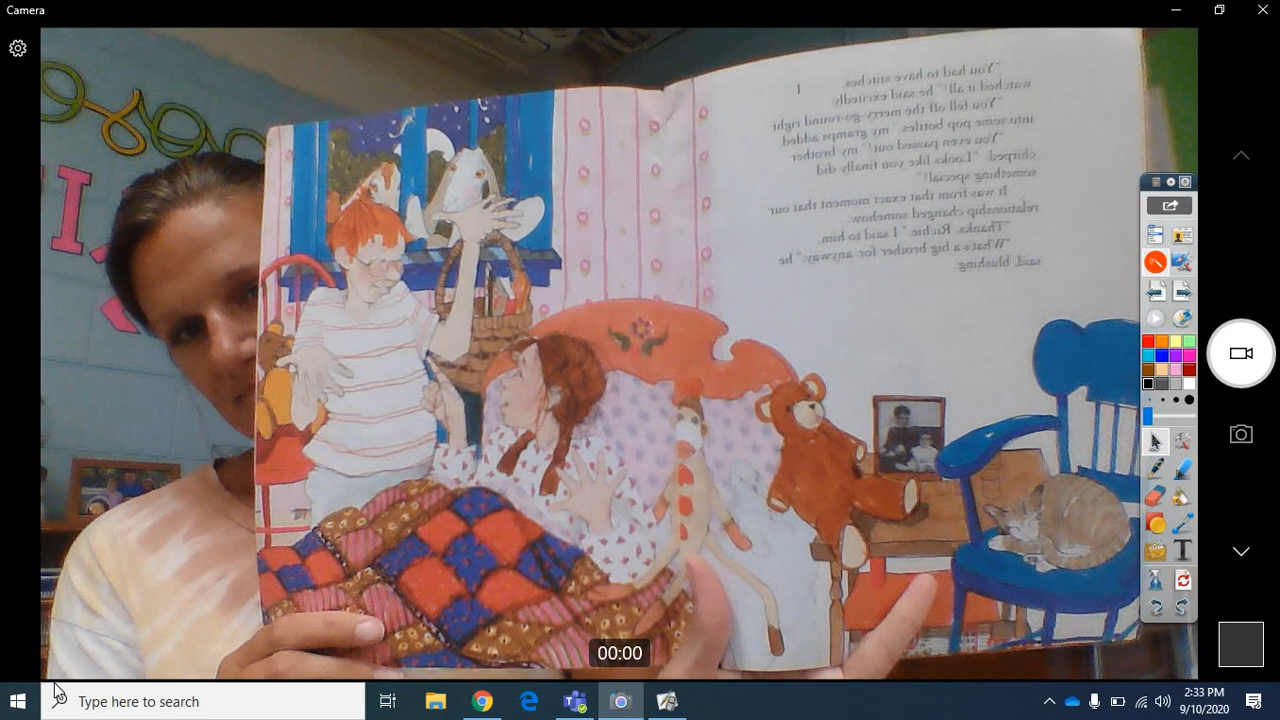 Camera
"You had to have stitches. I
watched it all!" he said excitedly.
"You fell off the merry-go-round right
into some pop bottles," my gramps added.
"You even passed out!" my brother
chirped. "Looks like you finally did
something special!"
It was from that exact moment that our
relationship changed somehow.
"Thanks, Richie," I said to him.
"What's a big brother for, anyway," he
said, blushing.
00:00
Type here to search
2:33 PM
9/10/2020